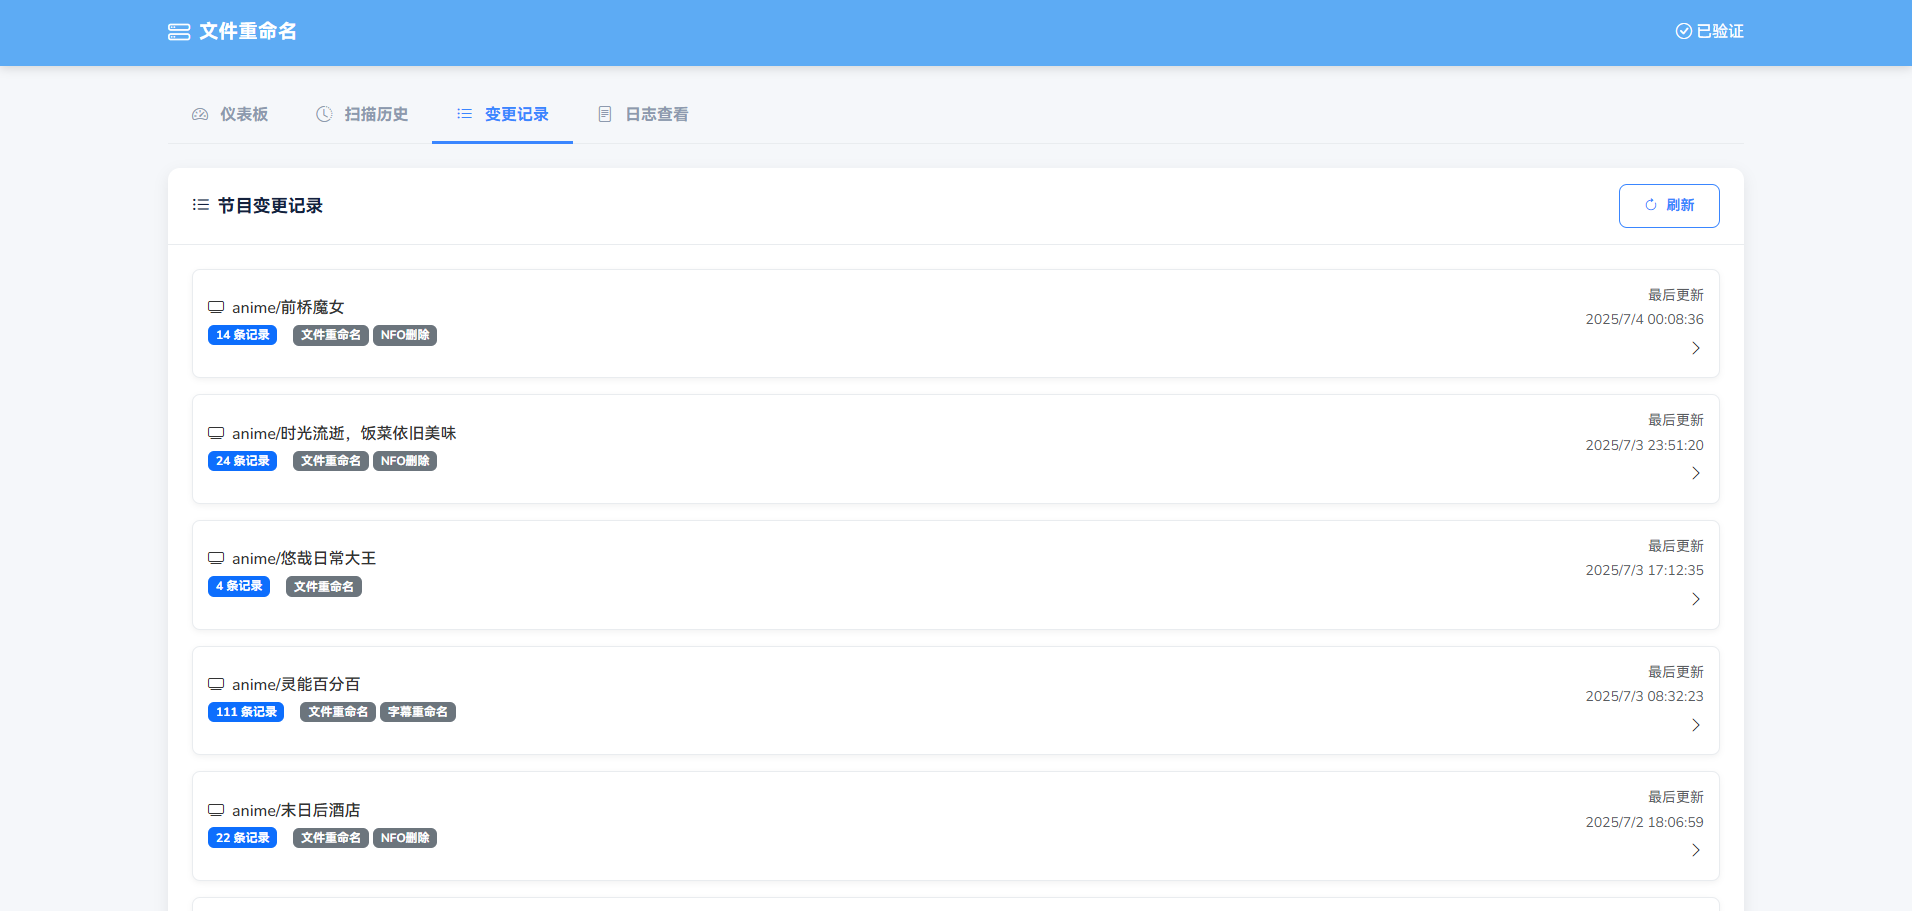 文件重命名
已验证
仪表板
扫描历史
变更记录
日志查看
节目变更记录
刷新
anime/前桥魔女
14 条记录 文件重命名 NFO删除
最后更新
2025/7/4 00:08:36
anime/时光流逝，饭菜依旧美味
24 条记录 文件重命名 NFO删除
最后更新
2025/7/3 23:51:20
anime/悠哉日常大王
4 条记录 文件重命名
最后更新
2025/7/3 17:12:35
anime/灵能百分百
111 条记录 文件重命名 字幕重命名
最后更新
2025/7/3 08:32:23
anime/末日后酒店
22 条记录 文件重命名 NFO删除
最后更新
2025/7/2 18:06:59